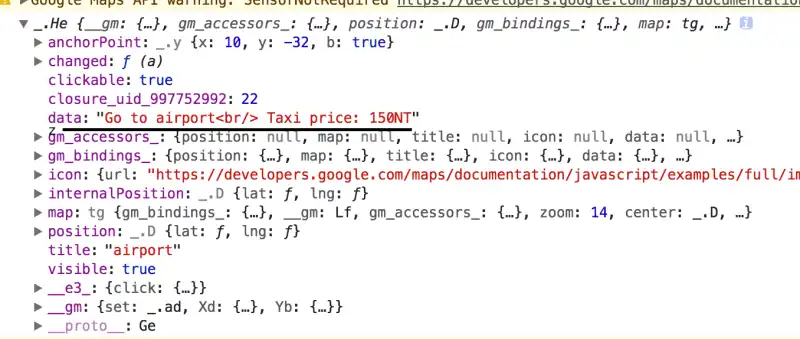 Google Maps API warning: SensorNotRequired https://developers.google.com/maps/documentation
▼ _.He {__gm: {…}, gm_accessors_: {…}, position: _.D, gm_bindings_: {…}, map: tg, …} i
▶ anchorPoint: _.y {x: 10, y: -32, b: true}
▶ changed: ƒ (a)
clickable: true
closure_uid_997752992: 22
data: "Go to airport<br/> Taxi price: 150NT"
▶ gm_accessors_: {position: null, map: null, title: null, icon: null, data: null, …}
▶ gm_bindings_: {position: {…}, map: {…}, title: {…}, icon: {…}, data: {…}, …}
▶ icon: {url: "https://developers.google.com/maps/documentation/javascript/examples/full/im
▶ internalPosition: _.D {lat: ƒ, lng: ƒ}
▶ map: tg {gm_bindings_: {…}, __gm: Lf, gm_accessors_: {…}, zoom: 14, center: _.D, …}
▶ position: _.D {lat: ƒ, lng: ƒ}
title: "airport"
visible: true
▶ __e3_: {click: {…}}
▶ __gm: {set: _.ad, Xd: {…}, Yb: {…}}
▶ __proto__: Ge